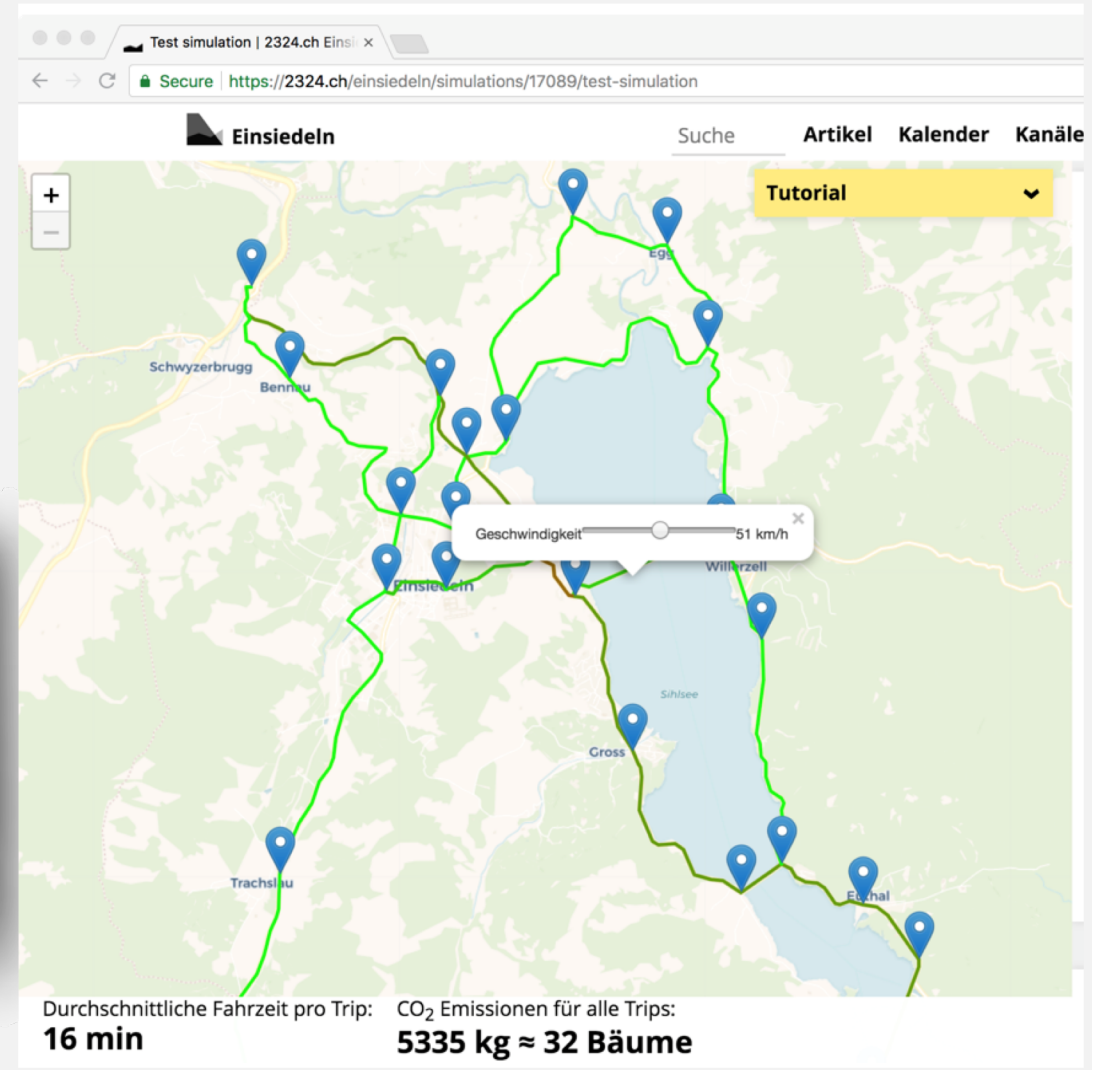 Test simulation | 2324.ch Einsi ×
Secure https://2324.ch/einsiedeln/simulations/17089/test-simulation
Einsiedeln
Suche Artikel Kalender Kanäle
+
Tutorial
−
Egg
Schwyzerbrugg
Bennau
Geschwindigkeit 51 km/h ×
Willerzell
Einsiedeln
Sihlsee
Gross
Trachslau
Euthal
Durchschnittliche Fahrzeit pro Trip: CO₂ Emissionen für alle Trips:
16 min 5335 kg ≈ 32 Bäume